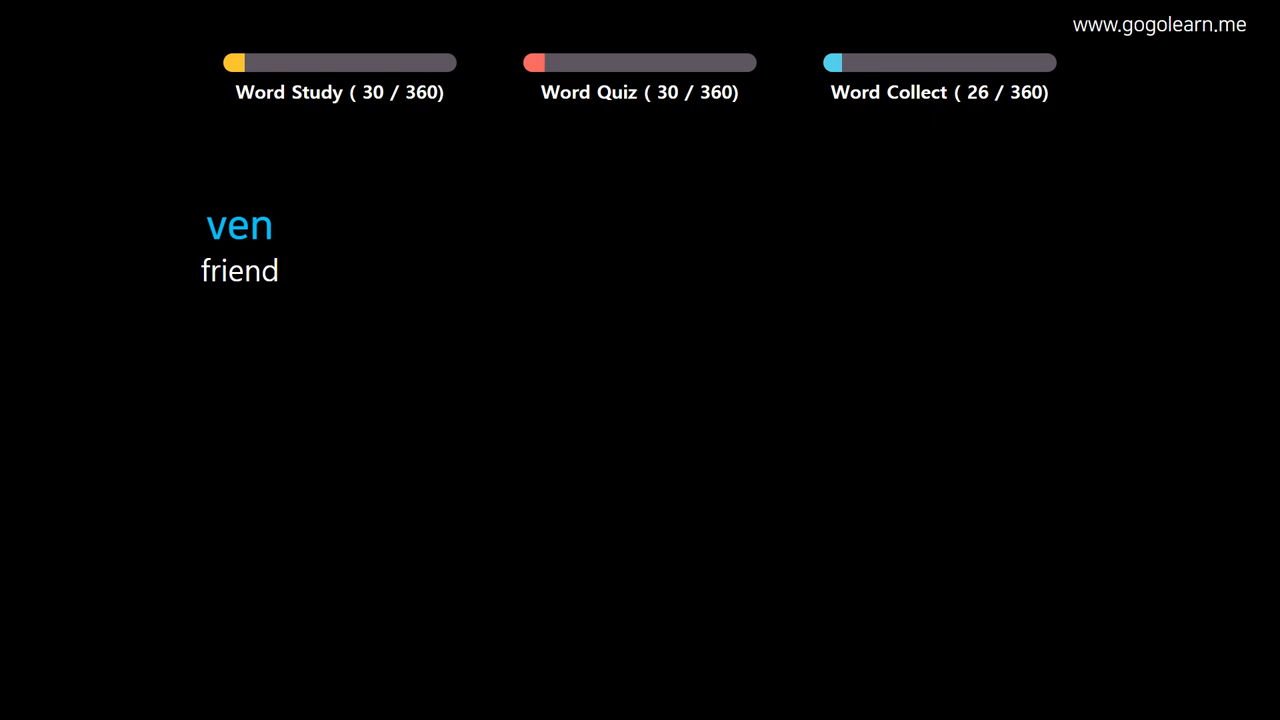 www.gogolearn.me
Word Study ( 30 / 360)
Word Quiz ( 30 / 360)
Word Collect ( 26 / 360)
ven
friend